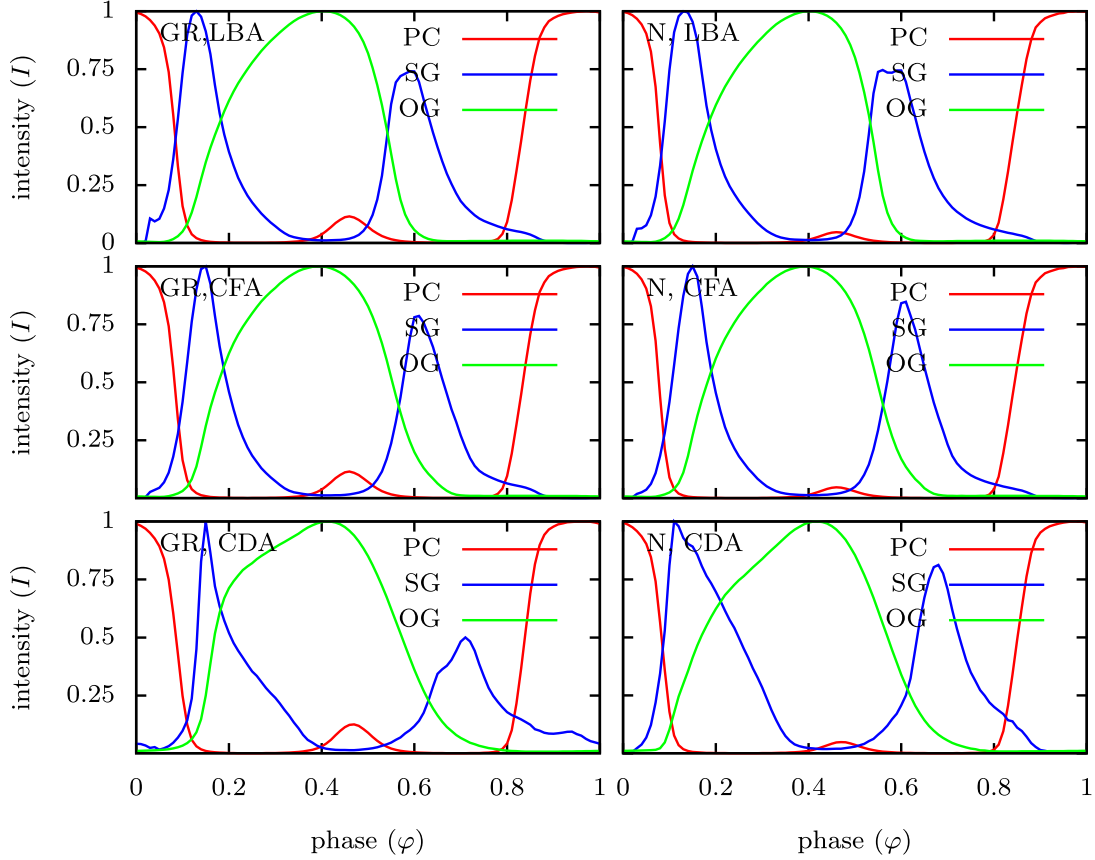 1
0.75
0.5
0.25
0
intensity (I)
GR,LBA
PC
SG
OG
N, LBA
PC
SG
OG
1
0.75
0.5
0.25
intensity (I)
GR,CFA
PC
SG
OG
N, CFA
PC
SG
OG
1
0.75
0.5
0.25
intensity (I)
GR, CDA
PC
SG
OG
N, CDA
PC
SG
OG
0 0.2 0.4 0.6 0.8 1
0 0.2 0.4 0.6 0.8 1
phase (φ)
phase (φ)